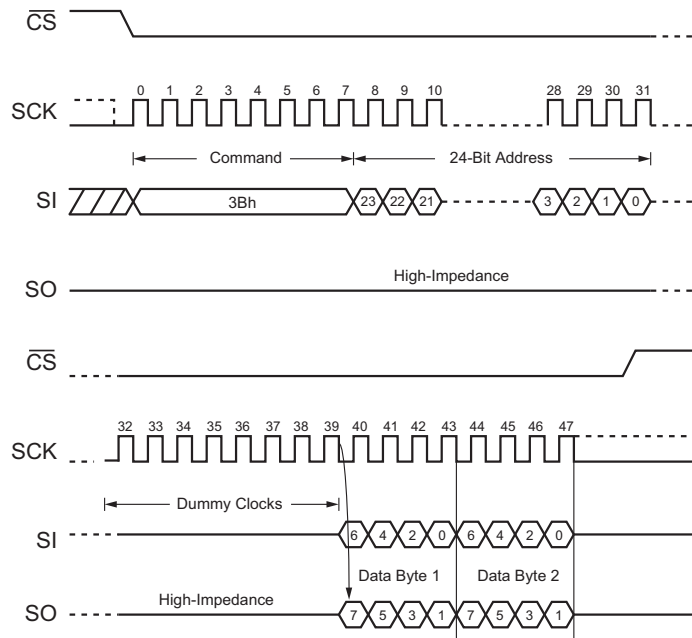 CS
0 1 2 3 4 5 6 7 8 9 10 28 29 30 31
SCK
Command 24-Bit Address
SI 3Bh 23 22 21 3 2 1 0
High-Impedance
SO
CS
32 33 34 35 36 37 38 39 40 41 42 43 44 45 46 47
SCK
Dummy Clocks
SI 6 4 2 0 6 4 2 0
Data Byte 1 Data Byte 2
High-Impedance
SO 7 5 3 1 7 5 3 1